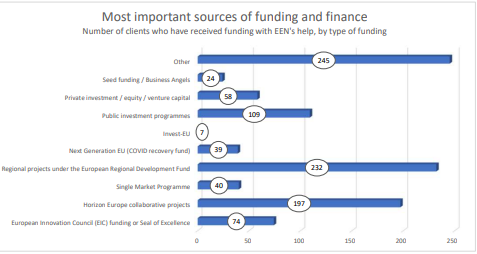 Most important sources of funding and finance
Number of clients who have received funding with EEN's help, by type of funding
Other 245
Seed funding / Business Angels 24
Private investment / equity / venture capital 58
Public investment programmes 109
Invest-EU 7
Next Generation EU (COVID recovery fund) 39
Regional projects under the European Regional Development Fund 232
Single Market Programme 40
Horizon Europe collaborative projects 197
European Innovation Council (EIC) funding or Seal of Excellence 74
0 50 100 150 200 250